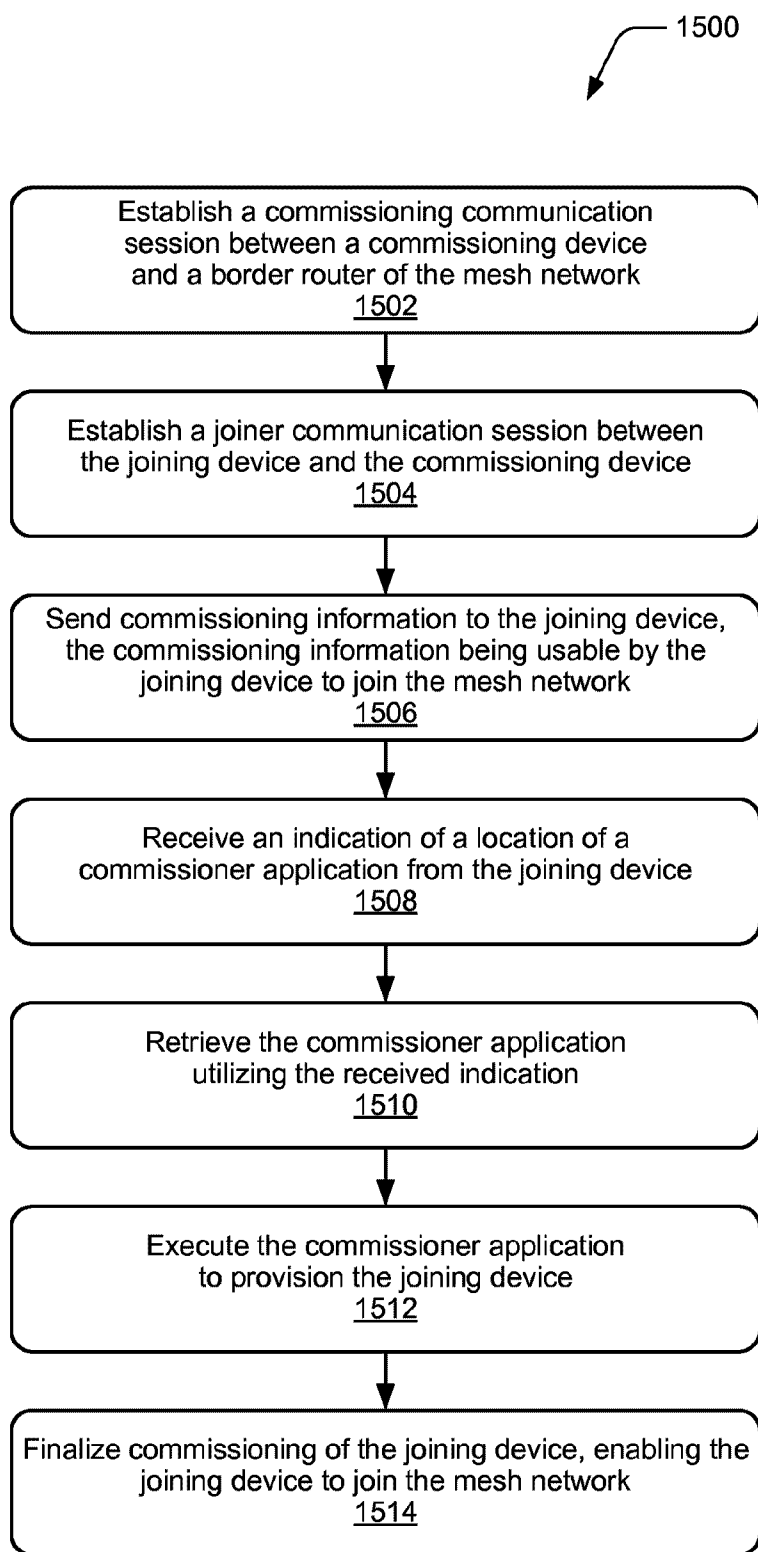 1500
Establish a commissioning communication
session between a commissioning device
and a border router of the mesh network
1502
Establish a joiner communication session between
the joining device and the commissioning device
1504
Send commissioning information to the joining device,
the commissioning information being usable by the
joining device to join the mesh network
1506
Receive an indication of a location of a
commissioner application from the joining device
1508
Retrieve the commissioner application
utilizing the received indication
1510
Execute the commissioner application
to provision the joining device
1512
Finalize commissioning of the joining device, enabling the
joining device to join the mesh network
1514